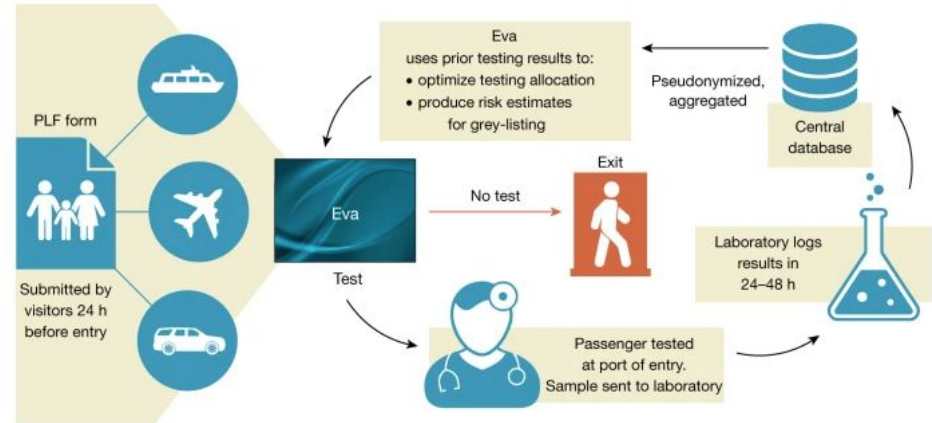 PLF form
Submitted by
visitors 24 h
before entry
Eva
uses prior testing results to:
• optimize testing allocation
• produce risk estimates
for grey-listing
Eva
No test
Exit
Test
Passenger tested
at port of entry.
Sample sent to laboratory
Laboratory logs
results in
24–48 h
Central
database
Pseudonymized,
aggregated